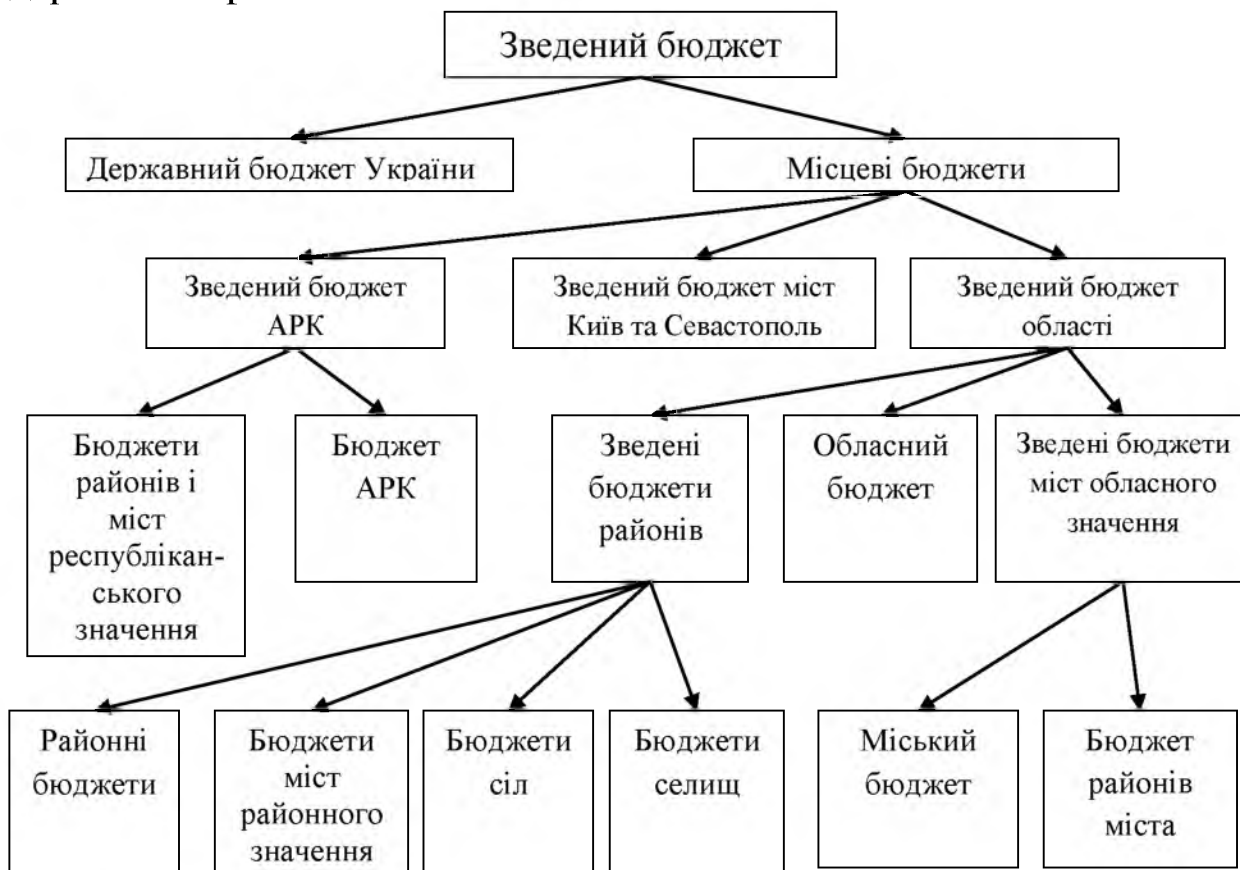 Зведений бюджет
Державний бюджет України
Місцеві бюджети
Зведений бюджет
АРК
Зведений бюджет міст
Київ та Севастополь
Зведений бюджет
області
Бюджети
районів і
міст
республікан-
ського
значення
Бюджет
АРК
Зведені
бюджети
районів
Обласний
бюджет
Зведені бюджети
міст обласного
значення
Районні
бюджети
Бюджети
міст
районного
значення
Бюджети
сіл
Бюджети
селищ
Міський
бюджет
Бюджет
районів
міста